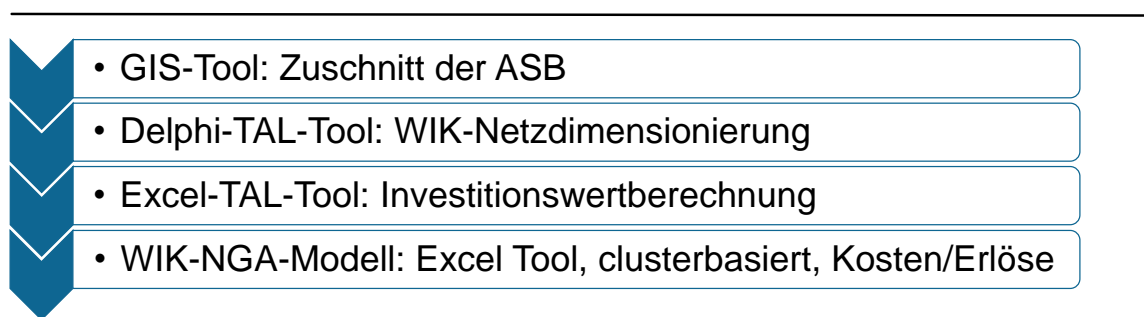 • GIS-Tool: Zuschnitt der ASB
• Delphi-TAL-Tool: WIK-Netzdimensionierung
• Excel-TAL-Tool: Investitionswertberechnung
• WIK-NGA-Modell: Excel Tool, clusterbasiert, Kosten/Erlöse